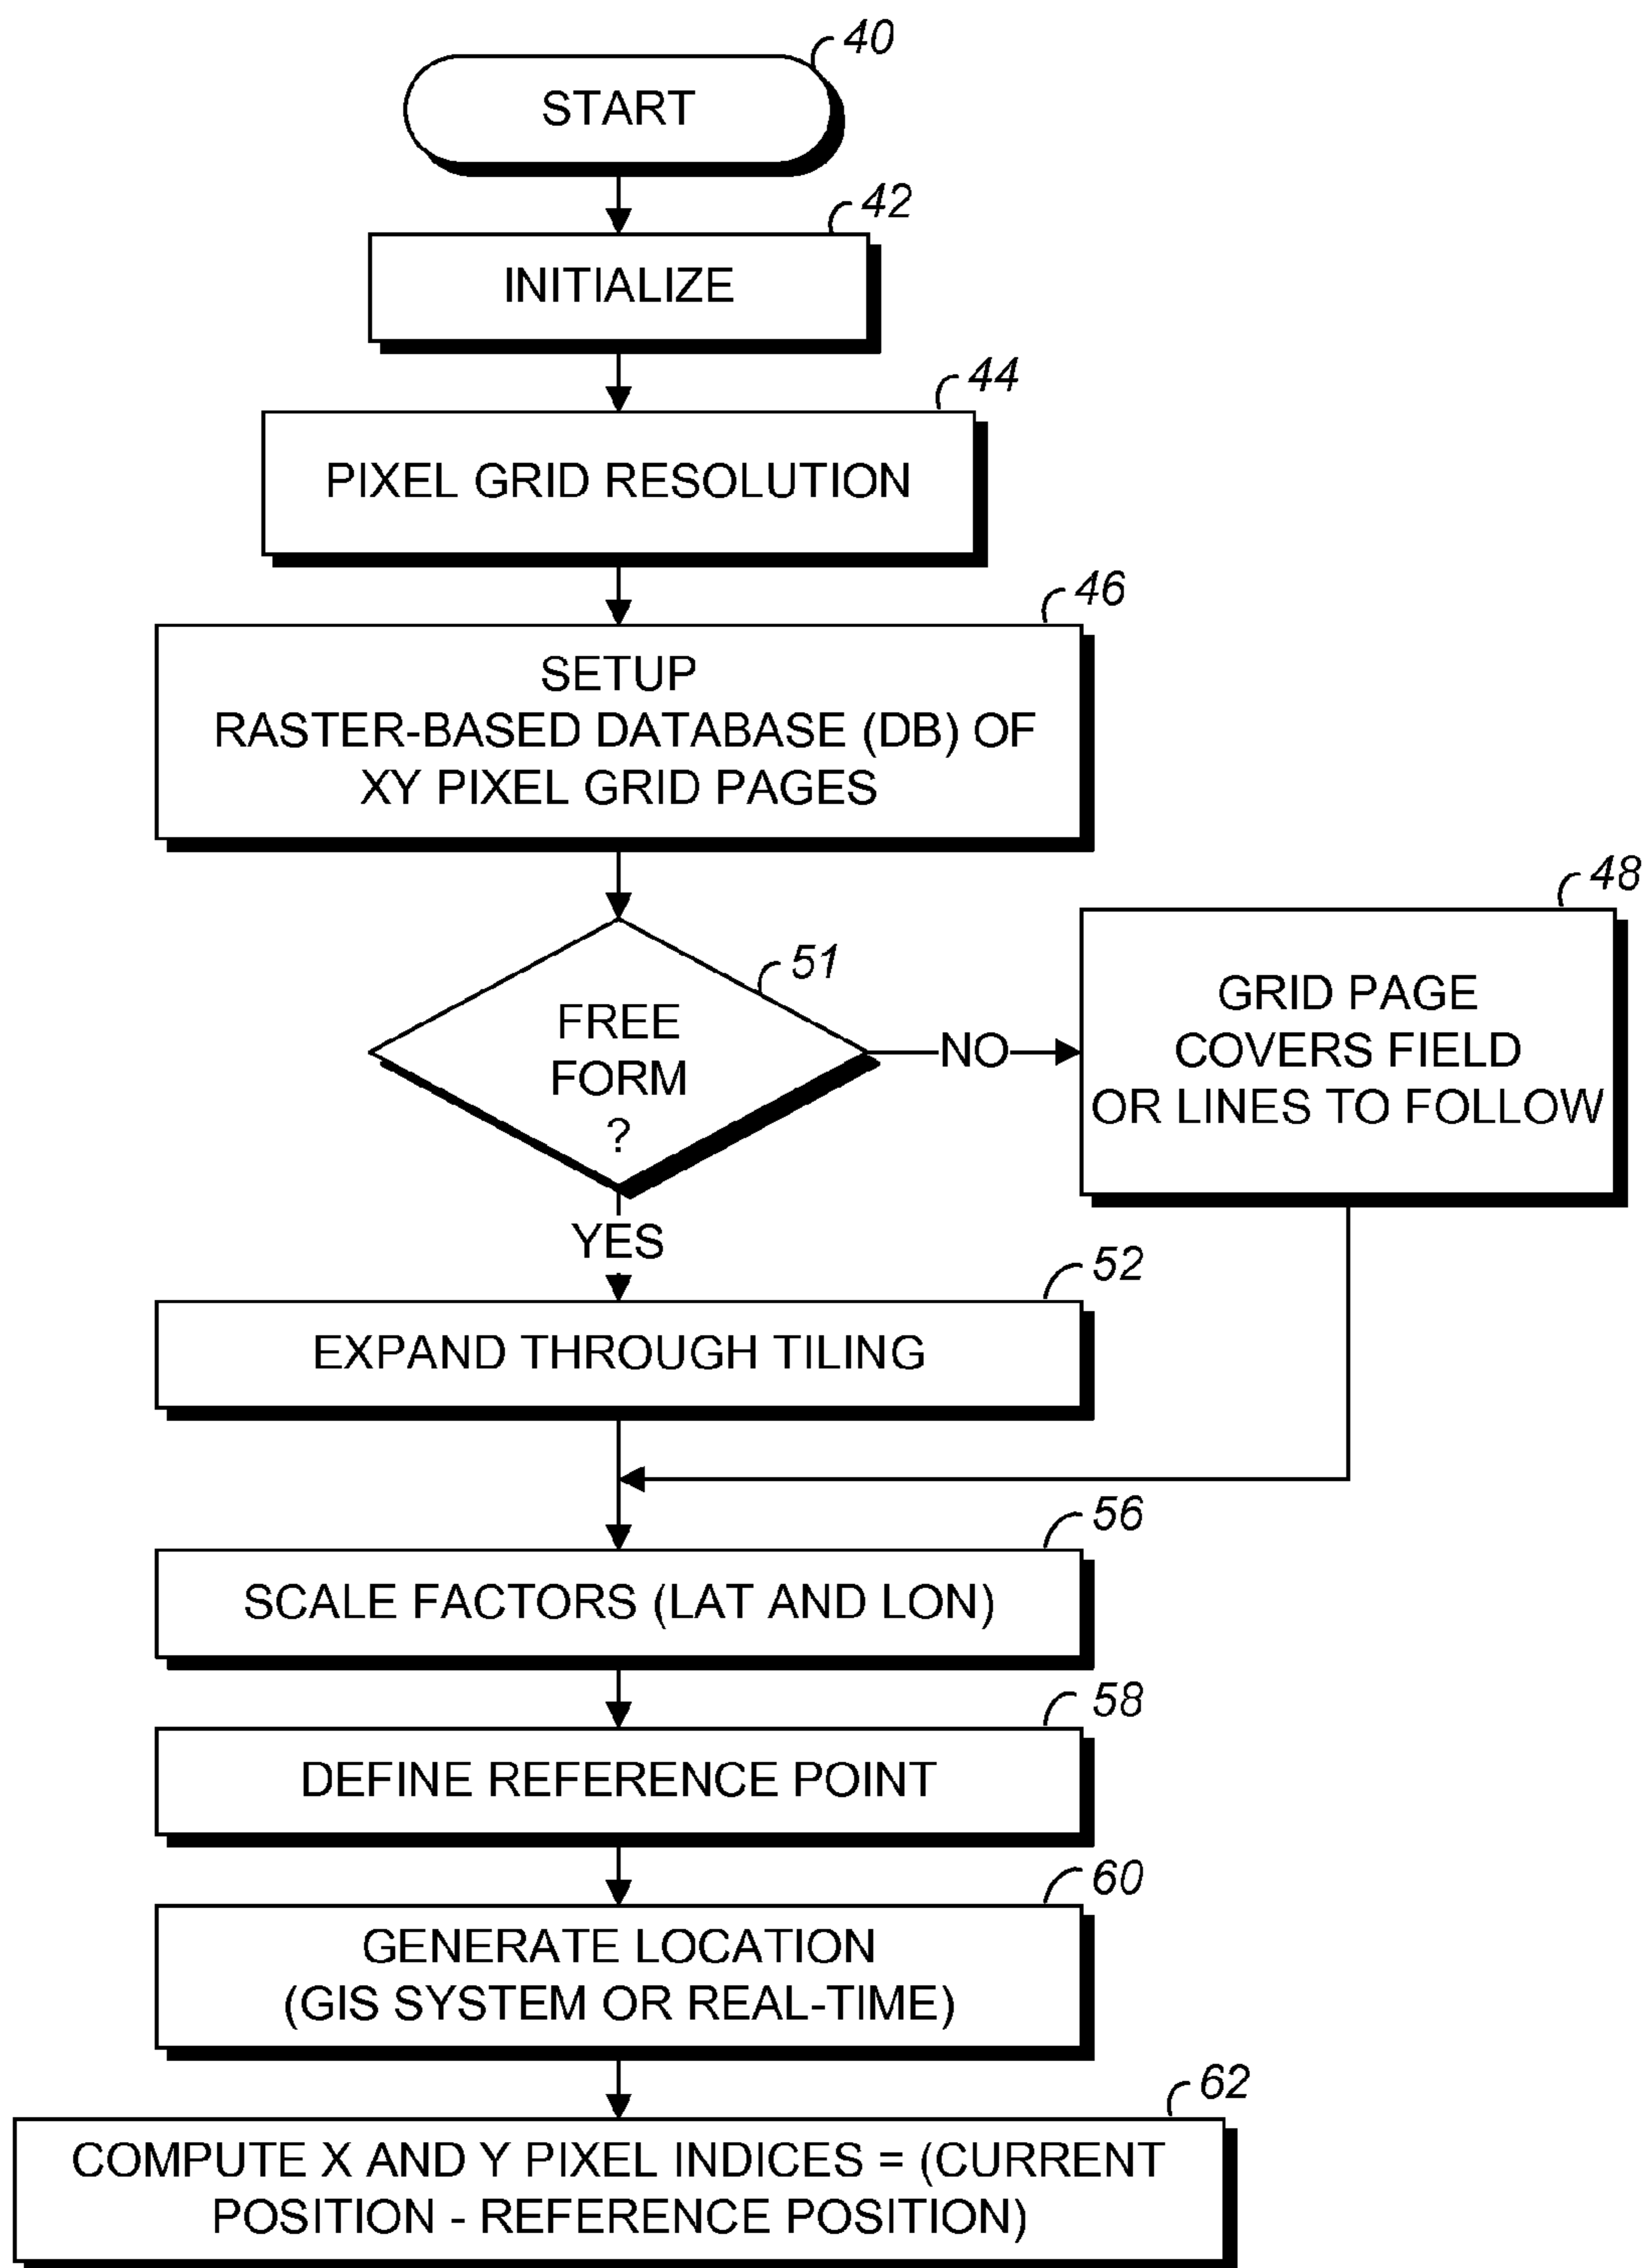 40
START
42
INITIALIZE
44
PIXEL GRID RESOLUTION
46
SETUP
RASTER-BASED DATABASE (DB) OF
XY PIXEL GRID PAGES
51
FREE
FORM
?
NO
48
GRID PAGE
COVERS FIELD
OR LINES TO FOLLOW
YES
52
EXPAND THROUGH TILING
56
SCALE FACTORS (LAT AND LON)
58
DEFINE REFERENCE POINT
60
GENERATE LOCATION
(GIS SYSTEM OR REAL-TIME)
62
COMPUTE X AND Y PIXEL INDICES = (CURRENT
POSITION - REFERENCE POSITION)